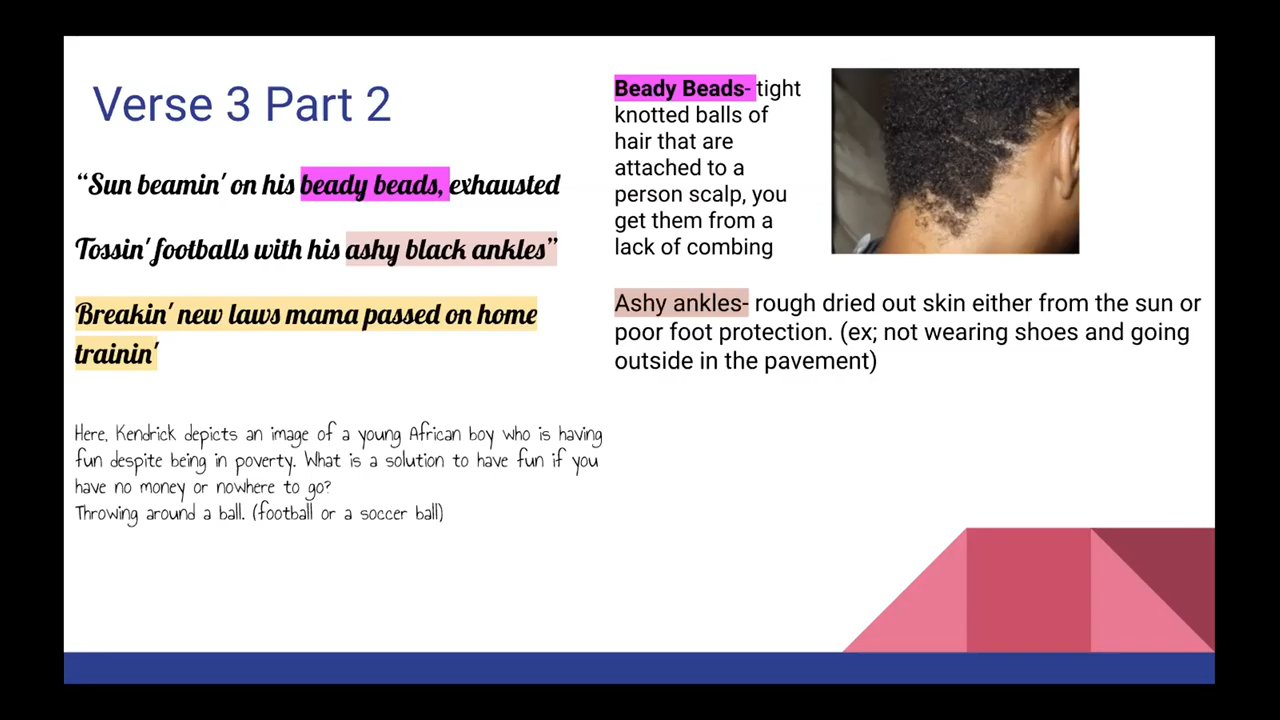 Verse 3 Part 2
“Sun beamin' on his beady beads, exhausted
Tossin' footballs with his ashy black ankles”
Breakin' new laws mama passed on home
trainin'
Here, Kendrick depicts an image of a young African boy who is having
fun despite being in poverty. What is a solution to have fun if you
have no money or nowhere to go?
Throwing around a ball. (football or a soccer ball)
Beady Beads- tight
knotted balls of
hair that are
attached to a
person scalp, you
get them from a
lack of combing
Ashy ankles- rough dried out skin either from the sun or
poor foot protection. (ex; not wearing shoes and going
outside in the pavement)